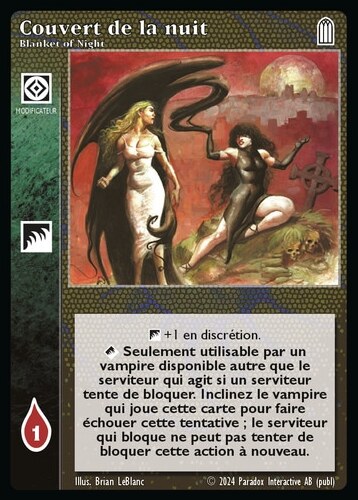 Couvert de la nuit
Blanket of Night
MODIFICATEUR
+1 en discrétion.
Seulement utilisable par un
vampire disponible autre que le
serviteur qui agit si un serviteur
tente de bloquer. Inclinez le vampire
qui joue cette carte pour faire
échouer cette tentative ; le serviteur
qui bloque ne peut pas tenter de
bloquer cette action à nouveau.
1
Illus. Brian LeBlanc
© 2024 Paradox Interactive AB (publ)